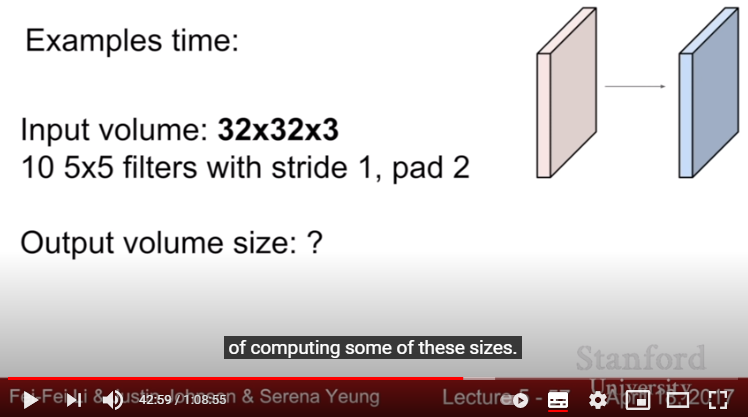 Examples time:
Input volume: 32x32x3
10 5x5 filters with stride 1, pad 2
Output volume size: ?
of computing some of these sizes.
Stanford
University
Fei-Fei Li & Justin Johnson & Serena Yeung
Lecture 5 -
April 18, 2017
42:59 / 1:08:55